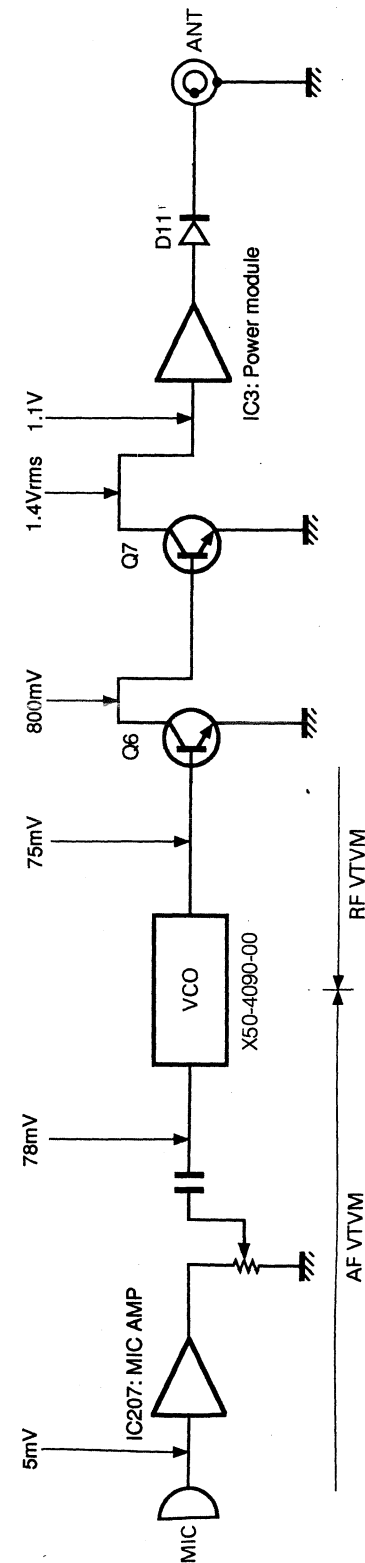 5mV
78mV
75mV
800mV
1.4Vrms
1.1V
MIC
IC207: MIC AMP
VCO
X50-4090-00
Q6
Q7
IC3: Power module
D11
ANT
AF VTVM
RF VTVM